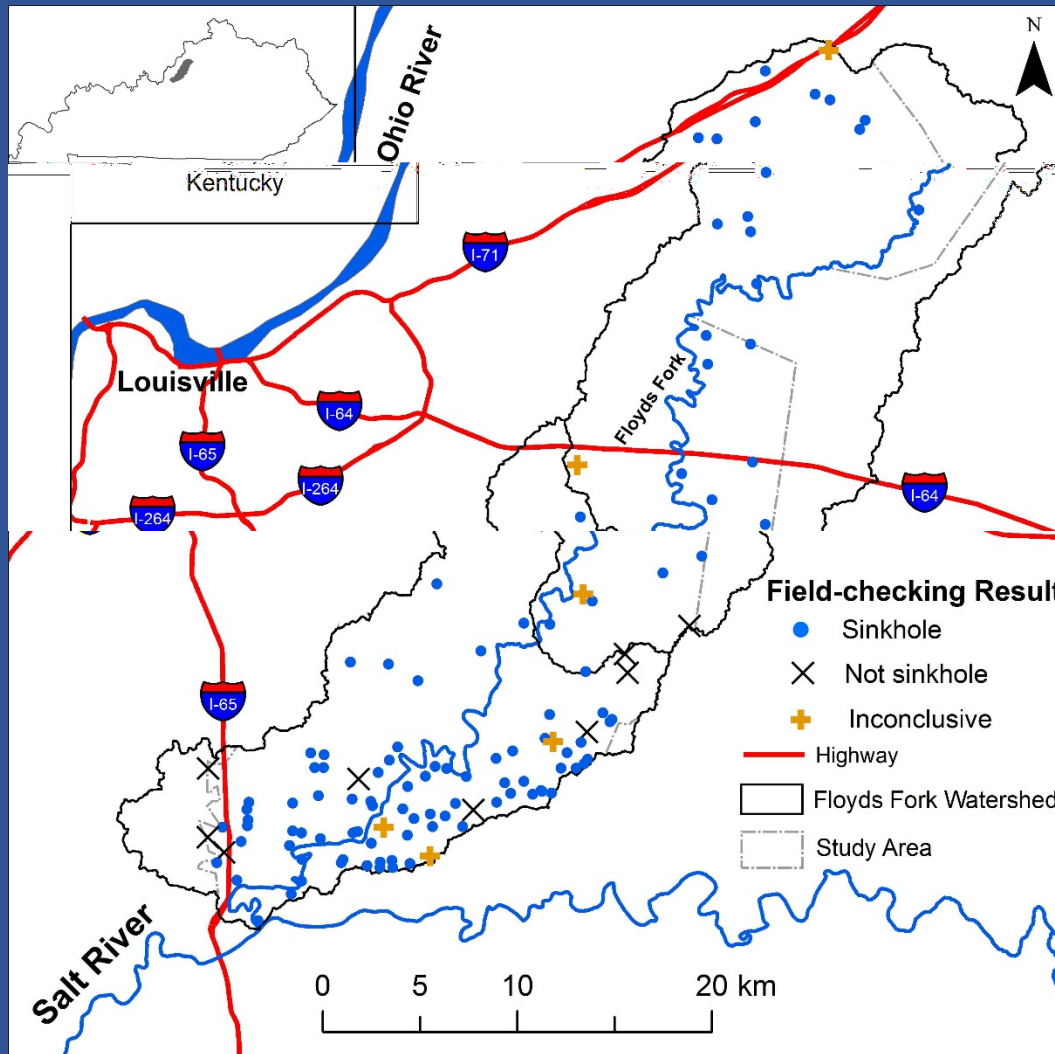 N
Ohio River
Kentucky
I-71
Louisville
Floyds Fork
I-64
I-65
I-264
I-264
I-64
Field-checking Result
Sinkhole
Not sinkhole
Inconclusive
Highway
Floyds Fork Watershed
Study Area
I-65
Salt River
0 5 10 20 km